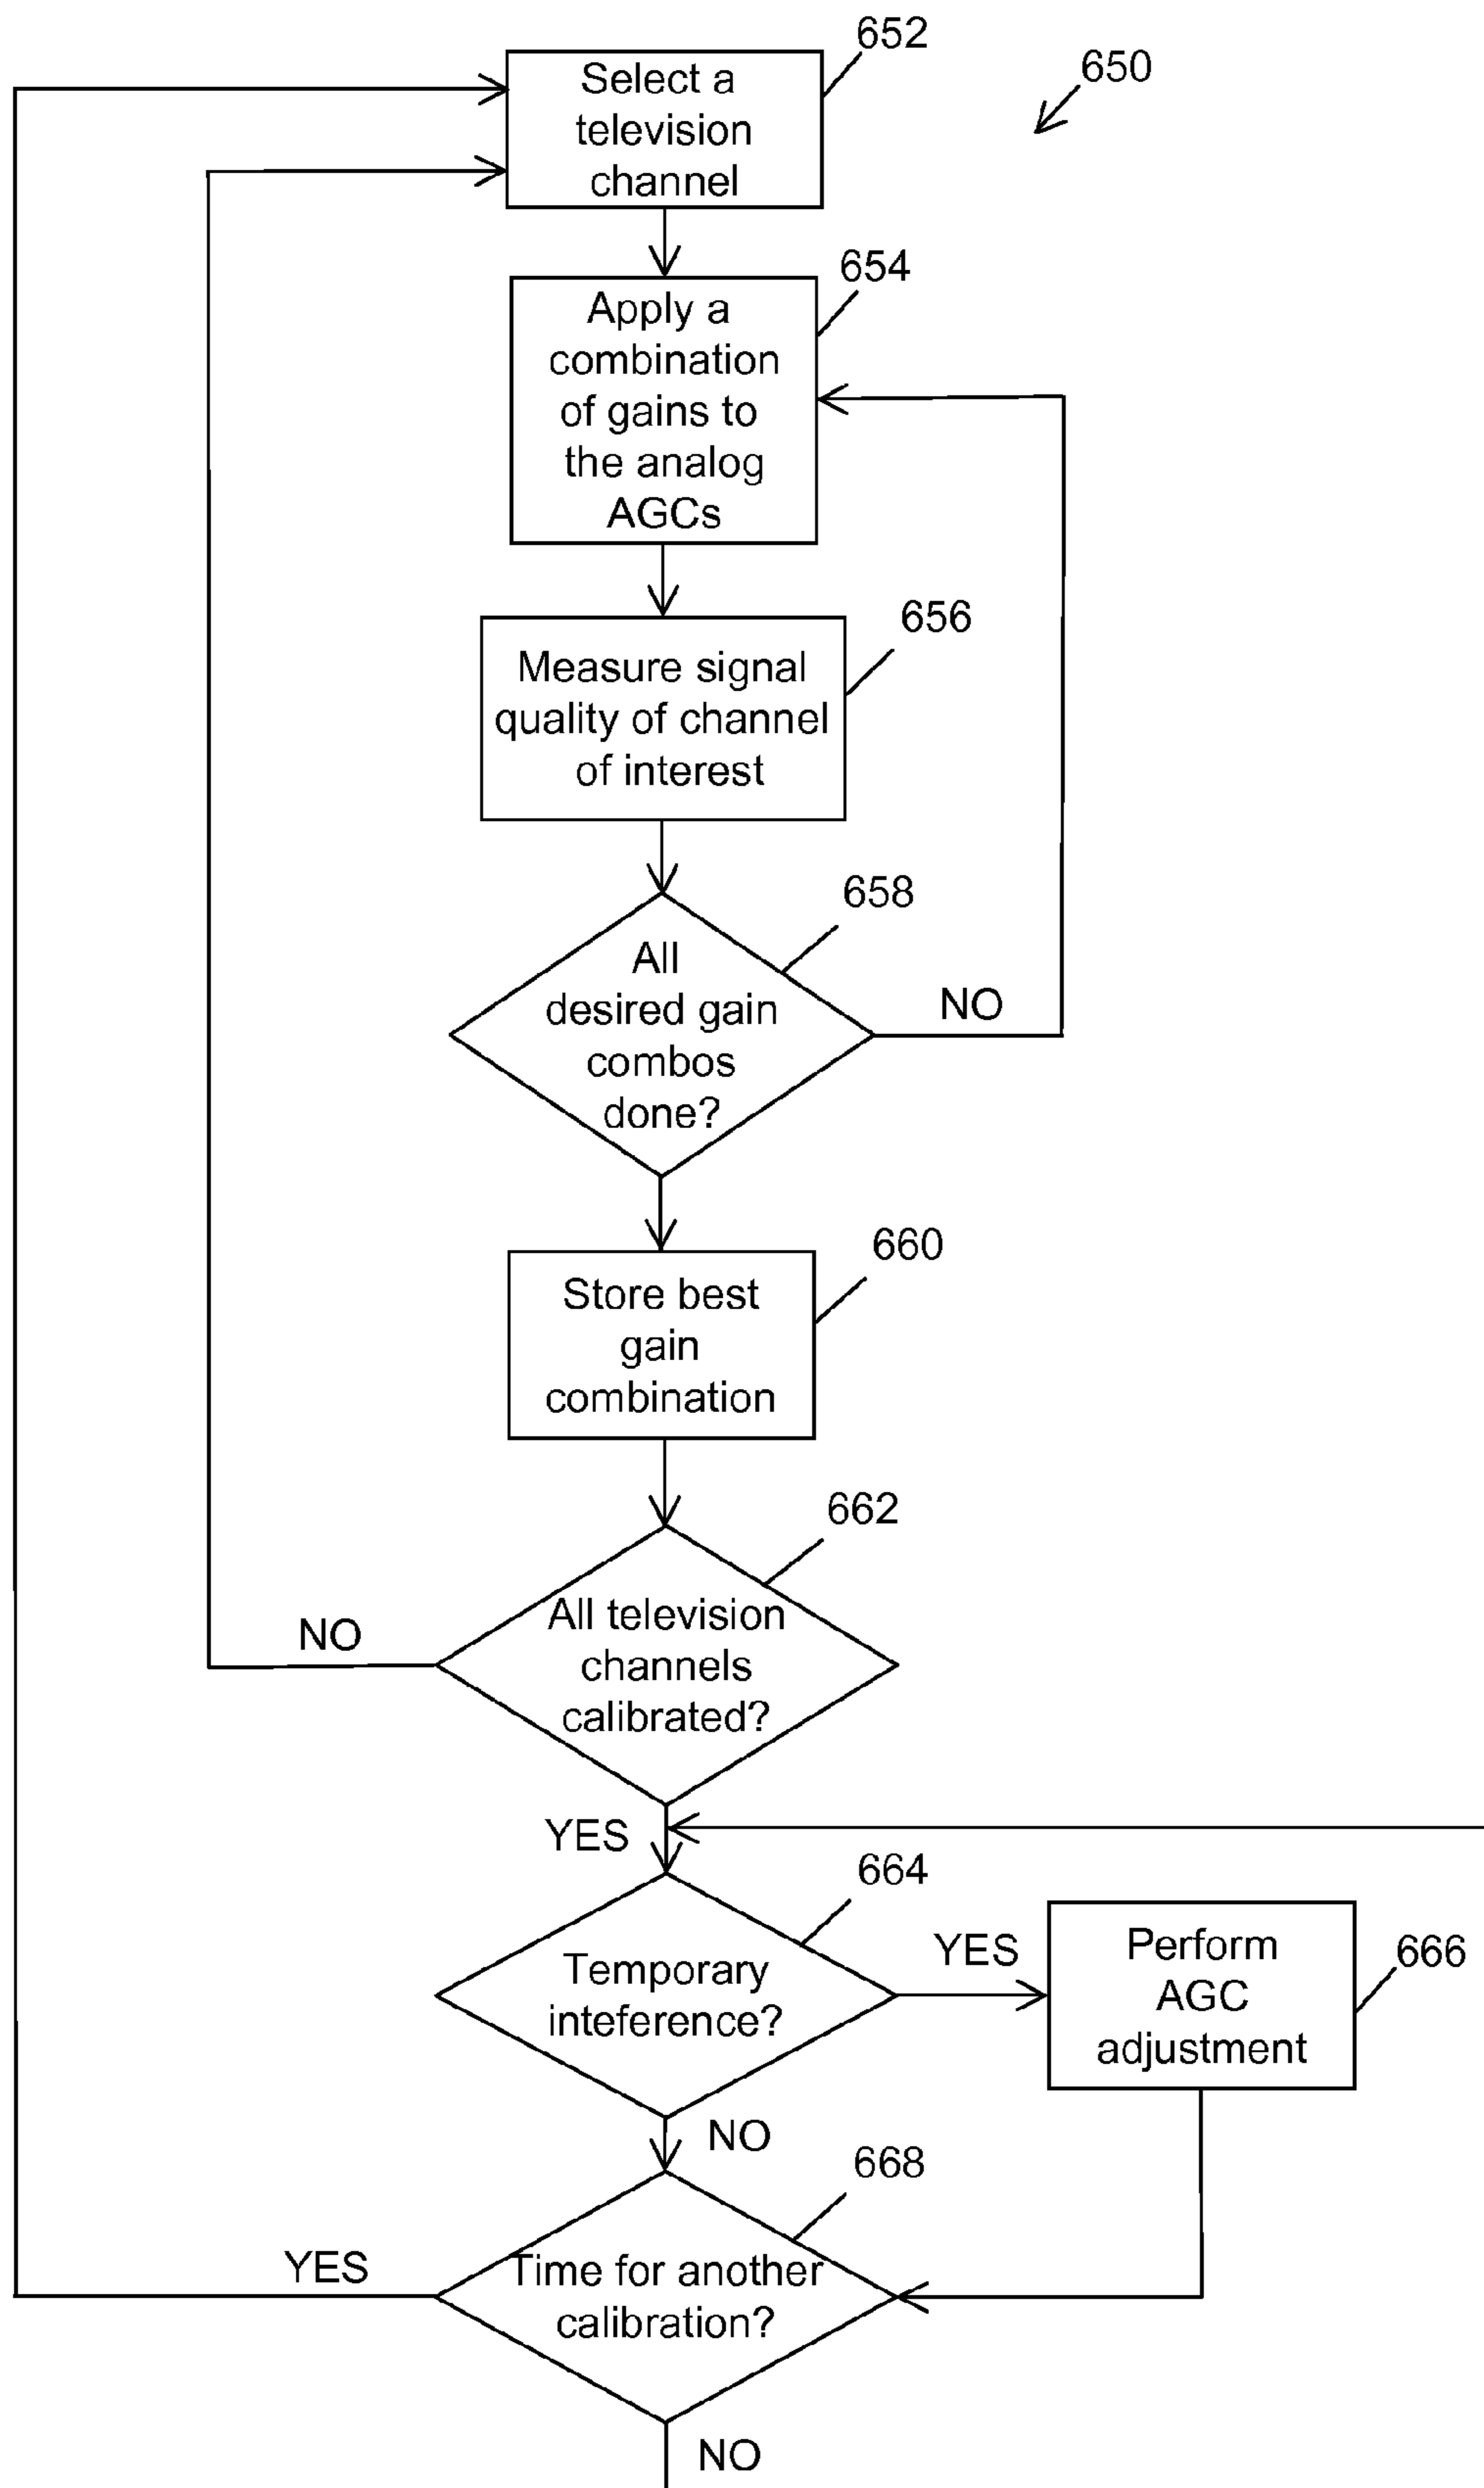 652
650
Select a
television
channel
654
Apply a
combination
of gains to
the analog
AGCs
656
Measure signal
quality of channel
of interest
658
All
desired gain
combos
done?
NO
660
Store best
gain
combination
662
All television
channels
calibrated?
NO
YES
664
Temporary
inteference?
YES
Perform
AGC
adjustment
666
NO
668
Time for another
calibration?
YES
NO